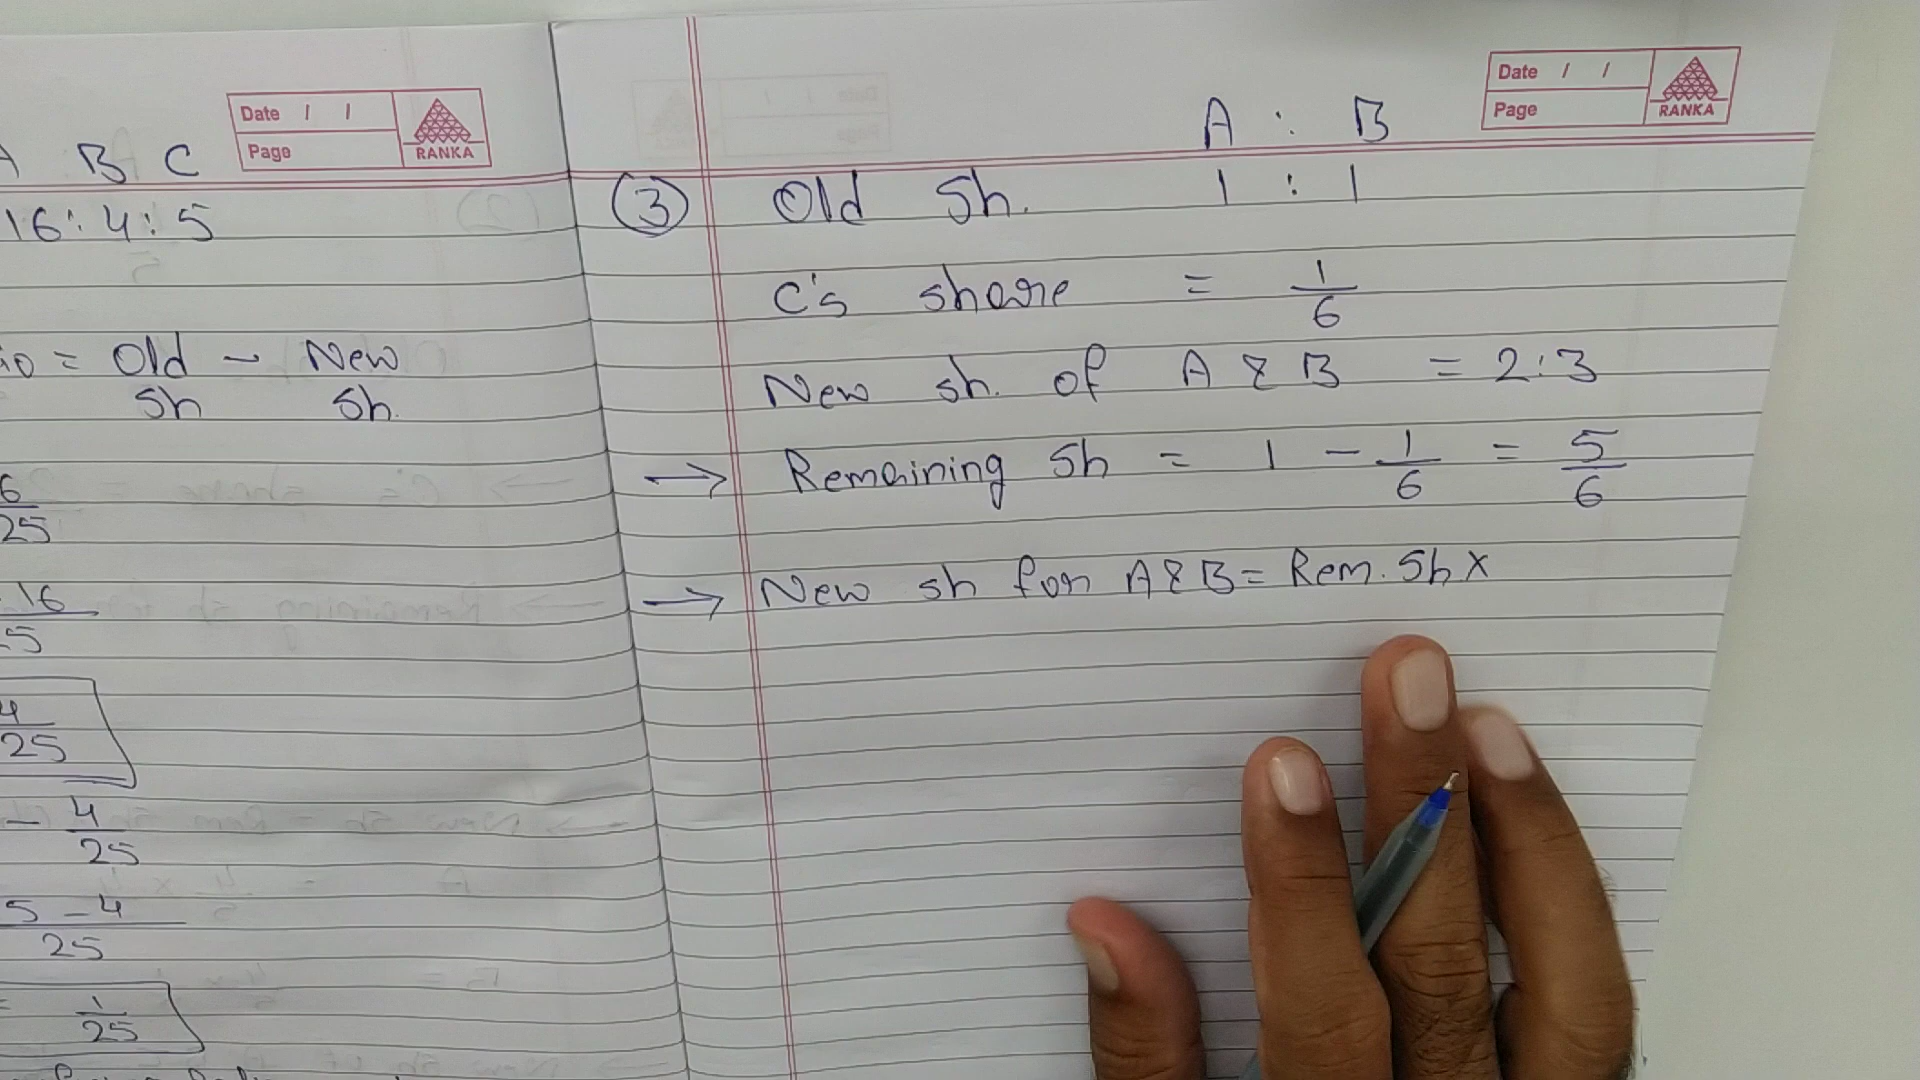 Date / /
Page
RANKA
A B C
16:4:5
= Old - New
Sh Sh.
6
25
16
5
4
25
- 4
25
5 - 4
25
= 1
25
Date / /
Page
RANKA
A : B
(3) Old Sh. 1 : 1
C's share = 1/6
New sh. of A & B = 2:3
→ Remaining Sh = 1 - 1/6 = 5/6
→ New sh for A & B = Rem. Sh x